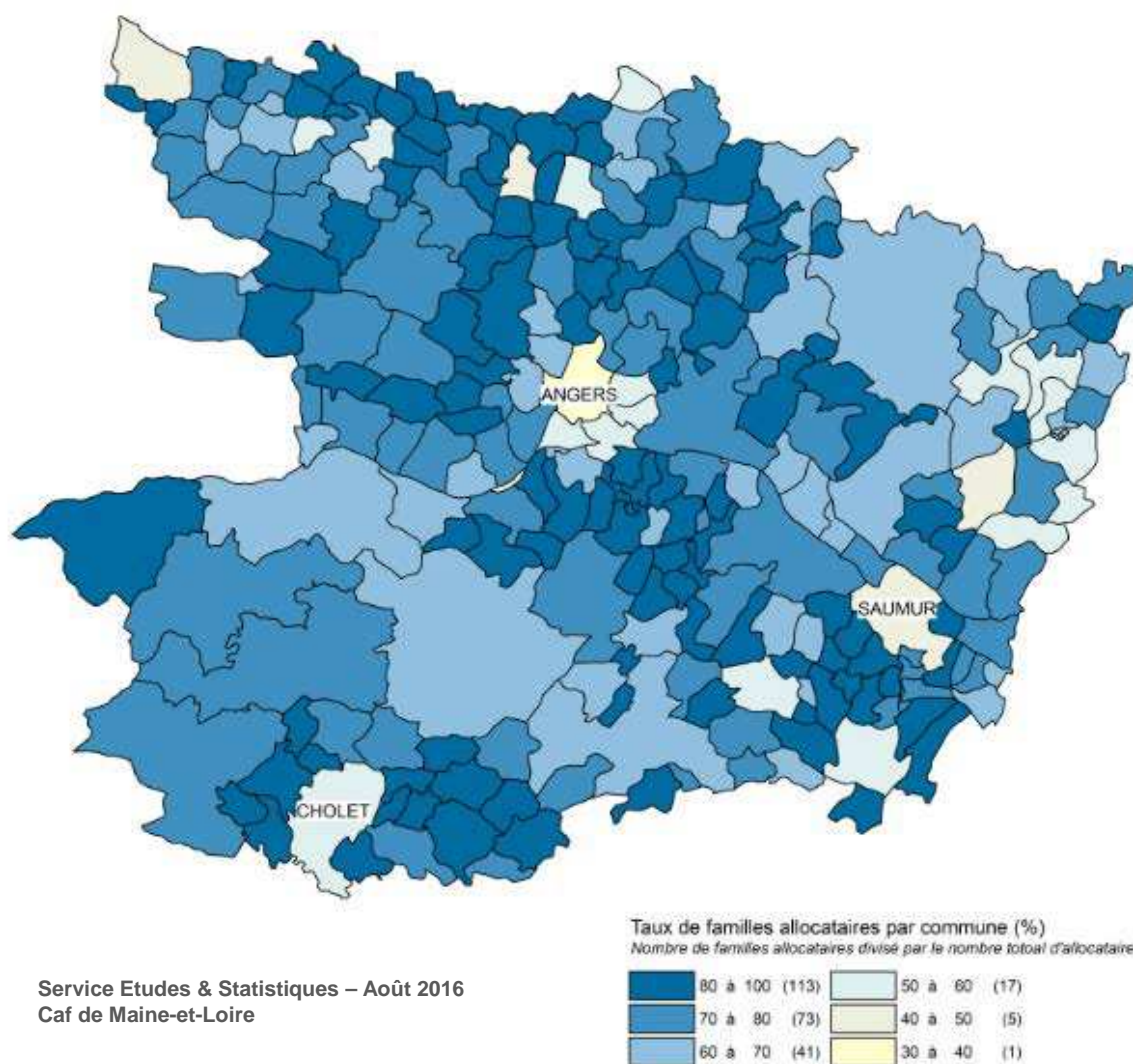 ANGERS
SAUMUR
CHOLET
Taux de familles allocataires par commune (%)
Nombre de familles allocataires divisé par le nombre totoal d'allocataire
80 à 100 (113) 50 à 60 (17)
70 à 80 (73) 40 à 50 (5)
60 à 70 (41) 30 à 40 (1)
Service Etudes & Statistiques – Août 2016
Caf de Maine-et-Loire